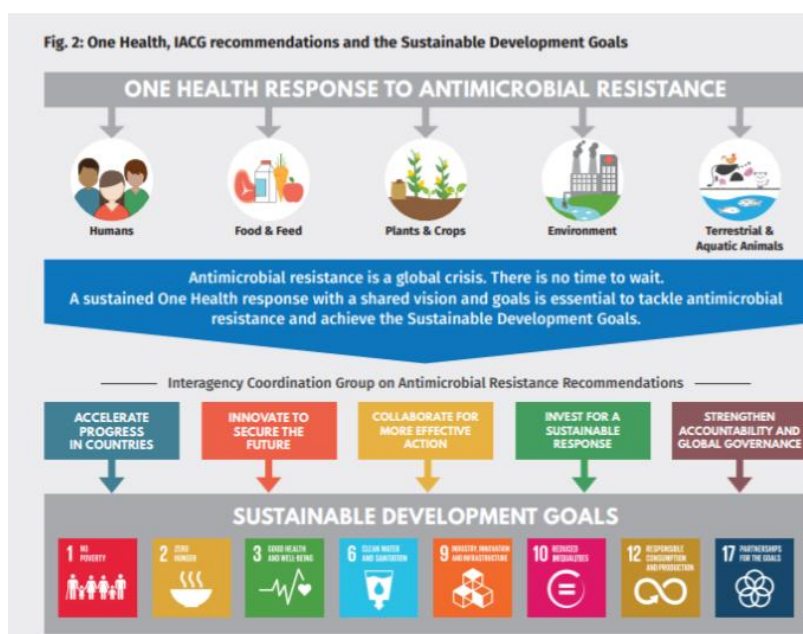 Fig. 2: One Health, IACG recommendations and the Sustainable Development Goals
ONE HEALTH RESPONSE TO ANTIMICROBIAL RESISTANCE
Humans
Food & Feed
Plants & Crops
Environment
Terrestrial &
Aquatic Animals
Antimicrobial resistance is a global crisis. There is no time to wait.
A sustained One Health response with a shared vision and goals is essential to tackle antimicrobial
resistance and achieve the Sustainable Development Goals.
Interagency Coordination Group on Antimicrobial Resistance Recommendations
ACCELERATE
PROGRESS
IN COUNTRIES
INNOVATE TO
SECURE THE
FUTURE
COLLABORATE FOR
MORE EFFECTIVE
ACTION
INVEST FOR A
SUSTAINABLE
RESPONSE
STRENGTHEN
ACCOUNTABILITY AND
GLOBAL GOVERNANCE
SUSTAINABLE DEVELOPMENT GOALS
1 NO
POVERTY
2 ZERO
HUNGER
3 GOOD HEALTH
AND WELL-BEING
6 CLEAN WATER
AND SANITATION
9 INDUSTRY, INNOVATION
AND INFRASTRUCTURE
10 REDUCED
INEQUALITIES
12 RESPONSIBLE
CONSUMPTION
AND PRODUCTION
17 PARTNERSHIPS
FOR THE GOALS